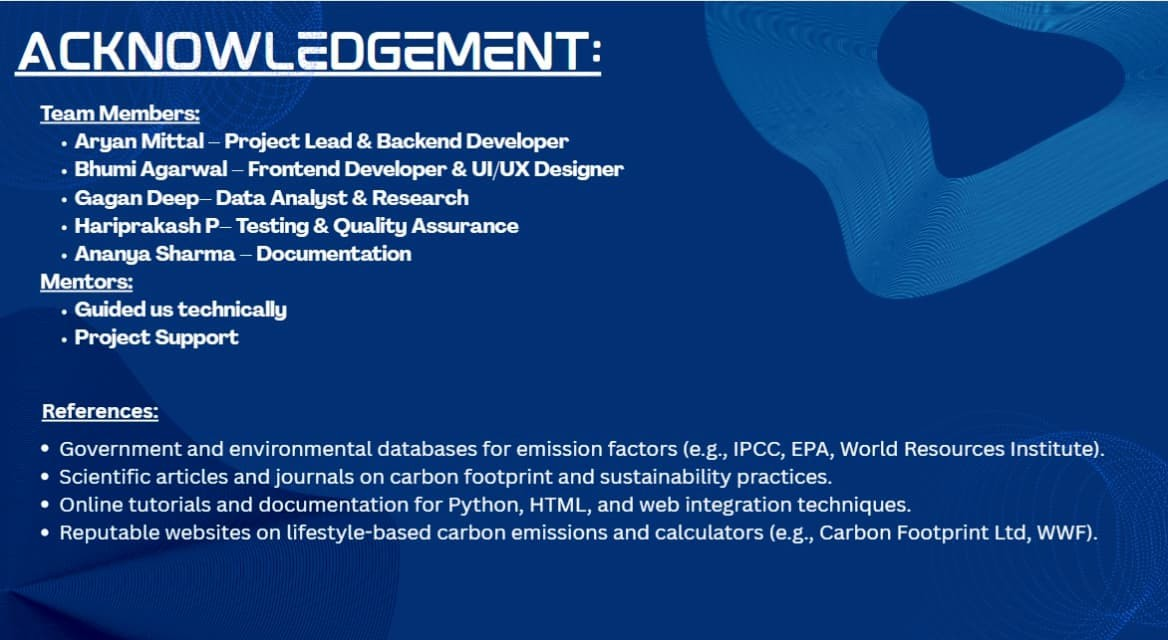 ACKNOWLEDGEMENT:
Team Members:
• Aryan Mittal – Project Lead & Backend Developer
• Bhumi Agarwal – Frontend Developer & UI/UX Designer
• Gagan Deep– Data Analyst & Research
• Hariprakash P– Testing & Quality Assurance
• Ananya Sharma – Documentation
Mentors:
• Guided us technically
• Project Support
References:
• Government and environmental databases for emission factors (e.g., IPCC, EPA, World Resources Institute).
• Scientific articles and journals on carbon footprint and sustainability practices.
• Online tutorials and documentation for Python, HTML, and web integration techniques.
• Reputable websites on lifestyle-based carbon emissions and calculators (e.g., Carbon Footprint Ltd, WWF).